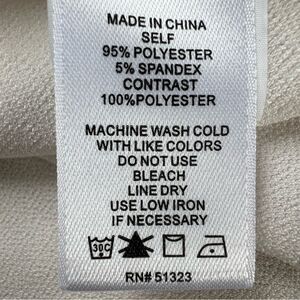 MADE IN CHINA
SELF
95% POLYESTER
5% SPANDEX
CONTRAST
100%POLYESTER
MACHINE WASH COLD
WITH LIKE COLORS
DO NOT USE
BLEACH
LINE DRY
USE LOW IRON
IF NECESSARY
30C
RN# 51323